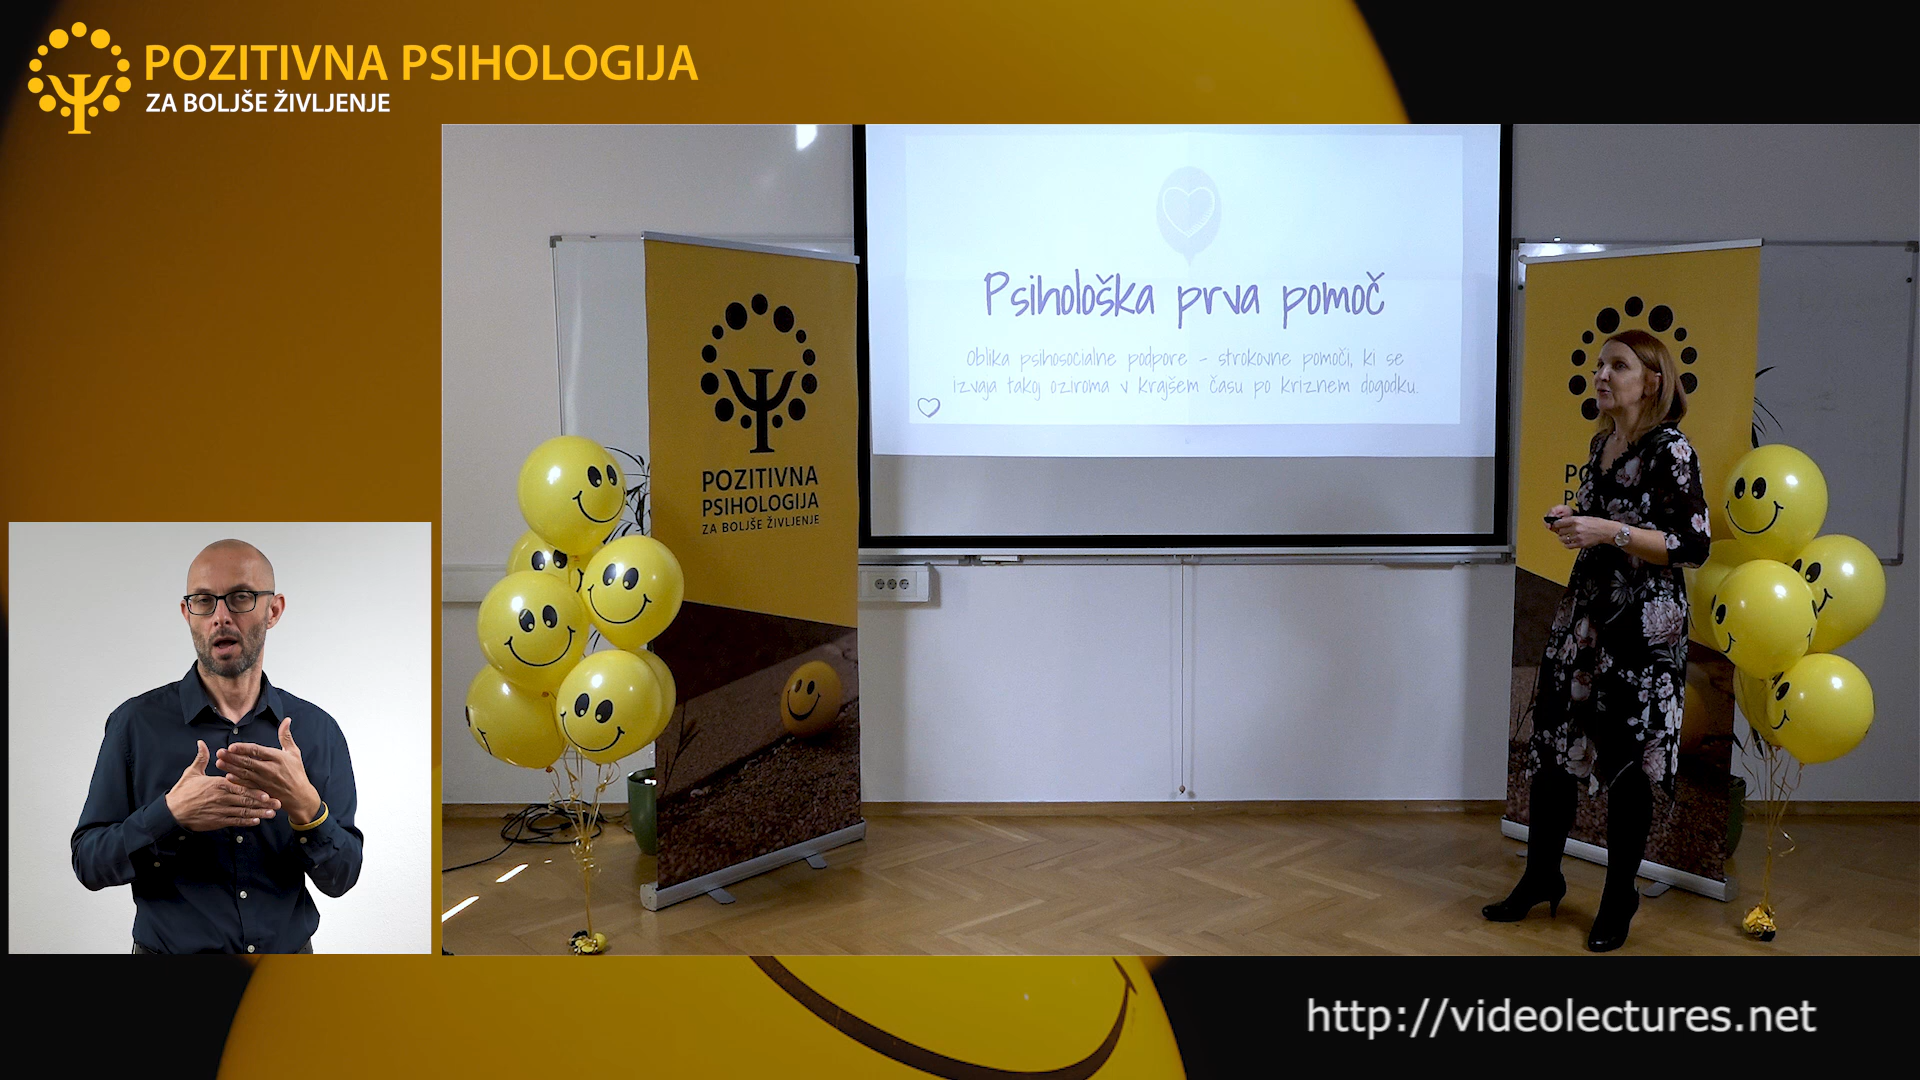 POZITIVNA PSIHOLOGIJA
ZA BOLJŠE ŽIVLJENJE
Psihološka prva pomoč
Oblika psihosocialne podpore - strokovne pomoči, ki se
izvaja takoj oziroma v krajšem času po kriznem dogodku.
POZITIVNA
PSIHOLOGIJA
ZA BOLJŠE ŽIVLJENJE
PO
P
http://videolectures.net